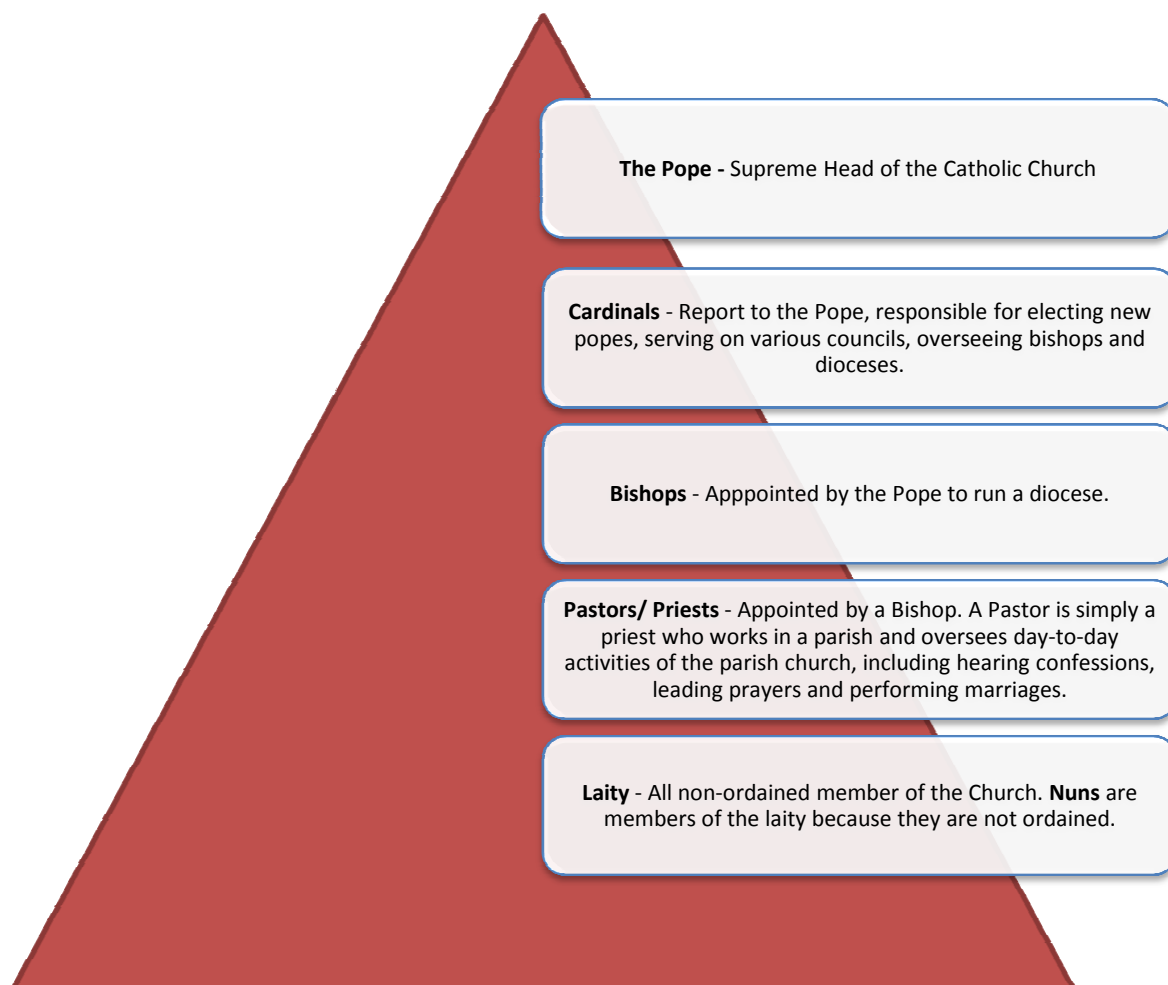 The Pope - Supreme Head of the Catholic Church
Cardinals - Report to the Pope, responsible for electing new
popes, serving on various councils, overseeing bishops and
dioceses.
Bishops - Apppointed by the Pope to run a diocese.
Pastors/ Priests - Appointed by a Bishop. A Pastor is simply a
priest who works in a parish and oversees day-to-day
activities of the parish church, including hearing confessions,
leading prayers and performing marriages.
Laity - All non-ordained member of the Church. Nuns are
members of the laity because they are not ordained.